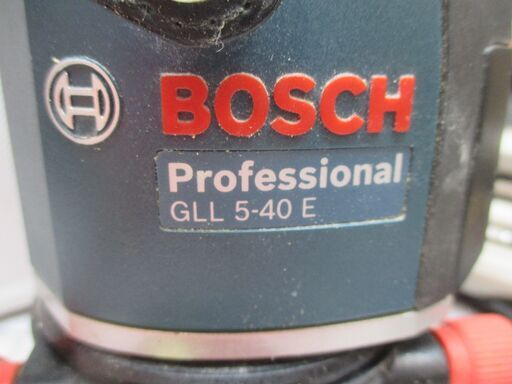 BOSCH
Professional
GLL 5-40 E